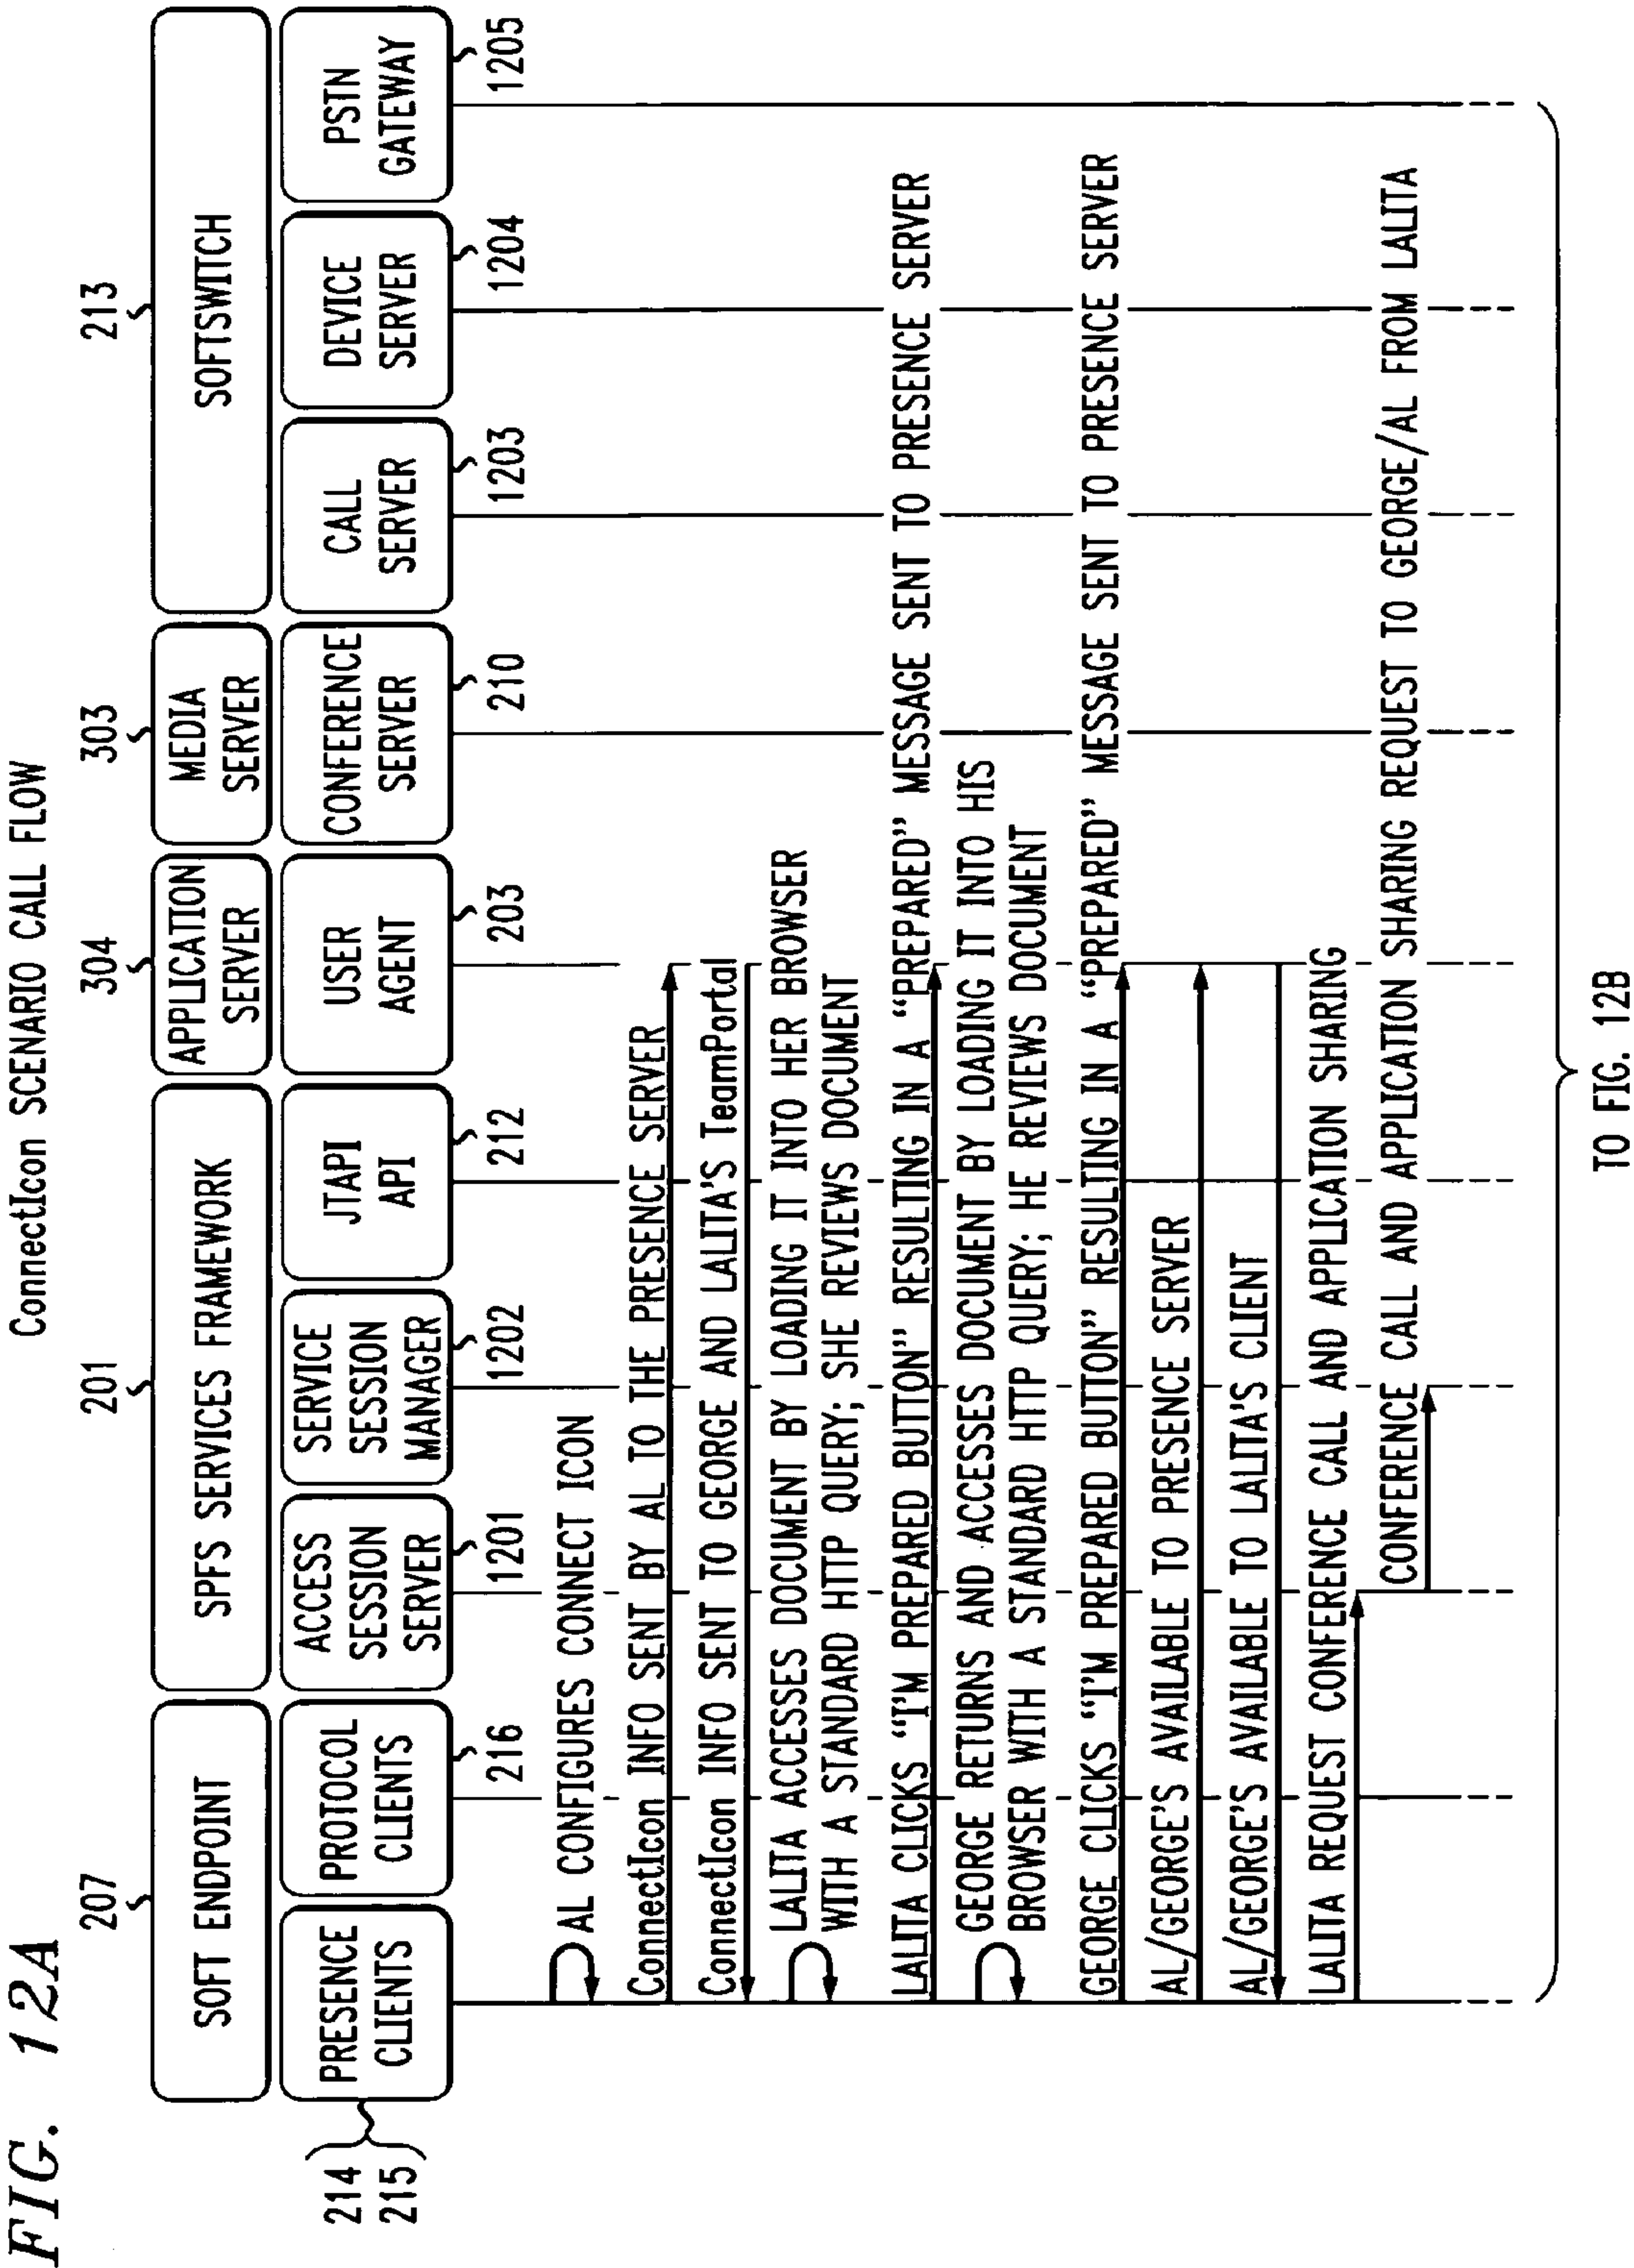 FIG. 12A
ConnectIcon SCENARIO CALL FLOW
207
201
304
303
213
SOFT ENDPOINT
SPFS SERVICES FRAMEWORK
APPLICATION
SERVER
MEDIA
SERVER
SOFTSWITCH
214
215
PRESENCE
CLIENTS
PROTOCOL
CLIENTS
216
ACCESS
SESSION
SERVER
1201
SERVICE
SESSION
MANAGER
1202
JTAPI
API
212
USER
AGENT
203
CONFERENCE
SERVER
210
CALL
SERVER
1203
DEVICE
SERVER
1204
PSTN
GATEWAY
1205
AL CONFIGURES CONNECT ICON
ConnectIcon INFO SENT BY AL TO THE PRESENCE SERVER
ConnectIcon INFO SENT TO GEORGE AND LALITA'S TeamPortal
LALITA ACCESSES DOCUMENT BY LOADING IT INTO HER BROWSER
WITH A STANDARD HTTP QUERY; SHE REVIEWS DOCUMENT
LALITA CLICKS “I'M PREPARED BUTTON” RESULTING IN A “PREPARED” MESSAGE SENT TO PRESENCE SERVER
GEORGE RETURNS AND ACCESSES DOCUMENT BY LOADING IT INTO HIS
BROWSER WITH A STANDARD HTTP QUERY; HE REVIEWS DOCUMENT
GEORGE CLICKS “I'M PREPARED BUTTON” RESULTING IN A “PREPARED” MESSAGE SENT TO PRESENCE SERVER
AL/GEORGE'S AVAILABLE TO PRESENCE SERVER
AL/GEORGE'S AVAILABLE TO LALITA'S CLIENT
LALITA REQUEST CONFERENCE CALL AND APPLICATION SHARING
CONFERENCE CALL AND APPLICATION SHARING REQUEST TO GEORGE/AL FROM LALITA
TO FIG. 12B